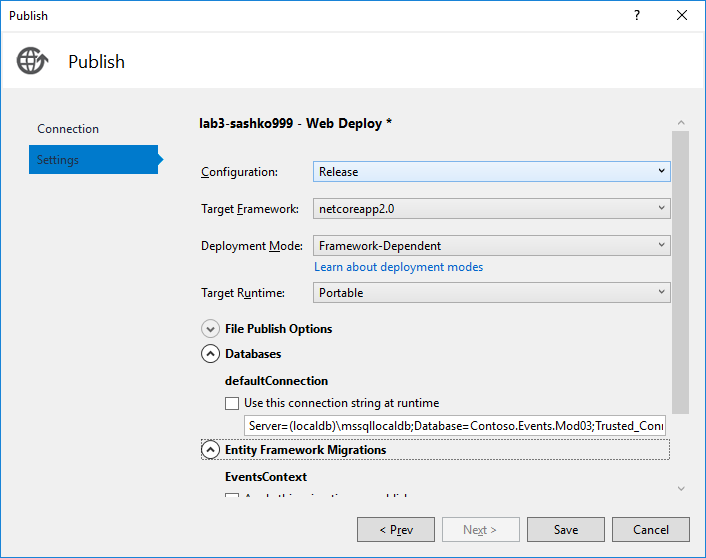 Publish
?
Publish
Connection
Settings
lab3-sashko999 - Web Deploy *
Configuration: Release
Target Framework: netcoreapp2.0
Deployment Mode: Framework-Dependent
Learn about deployment modes
Target Runtime: Portable
File Publish Options
Databases
defaultConnection
Use this connection string at runtime
Server=(localdb)\mssqllocaldb;Database=Contoso.Events.Mod03;Trusted_Con
Entity Framework Migrations
EventsContext
< Prev
Next >
Save
Cancel